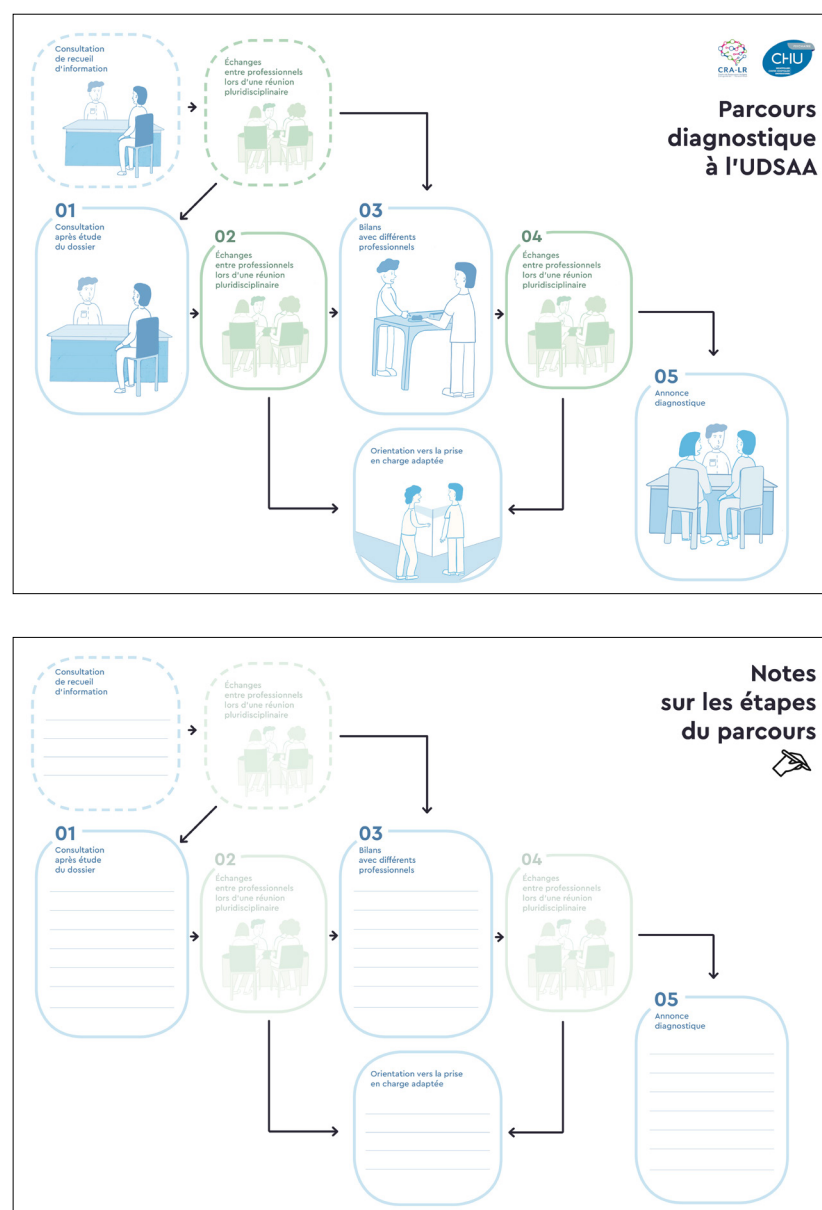 Consultation
de recueil
d'information
Échanges
entre professionnels
lors d'une réunion
pluridisciplinaire
CRA-LR
CHU
Parcours
diagnostique
à l'UDSAA
01
Consultation
après étude
du dossier
02
Échanges
entre professionnels
lors d'une réunion
pluridisciplinaire
03
Bilans
avec différents
professionnels
04
Échanges
entre professionnels
lors d'une réunion
pluridisciplinaire
05
Annonce
diagnostique
Orientation vers la prise
en charge adaptée
Consultation
de recueil
d'information
Échanges
entre professionnels
lors d'une réunion
pluridisciplinaire
Notes
sur les étapes
du parcours
01
Consultation
après étude
du dossier
02
Échanges
entre professionnels
lors d'une réunion
pluridisciplinaire
03
Bilans
avec différents
professionnels
04
Échanges
entre professionnels
lors d'une réunion
pluridisciplinaire
05
Annonce
diagnostique
Orientation vers la prise
en charge adaptée